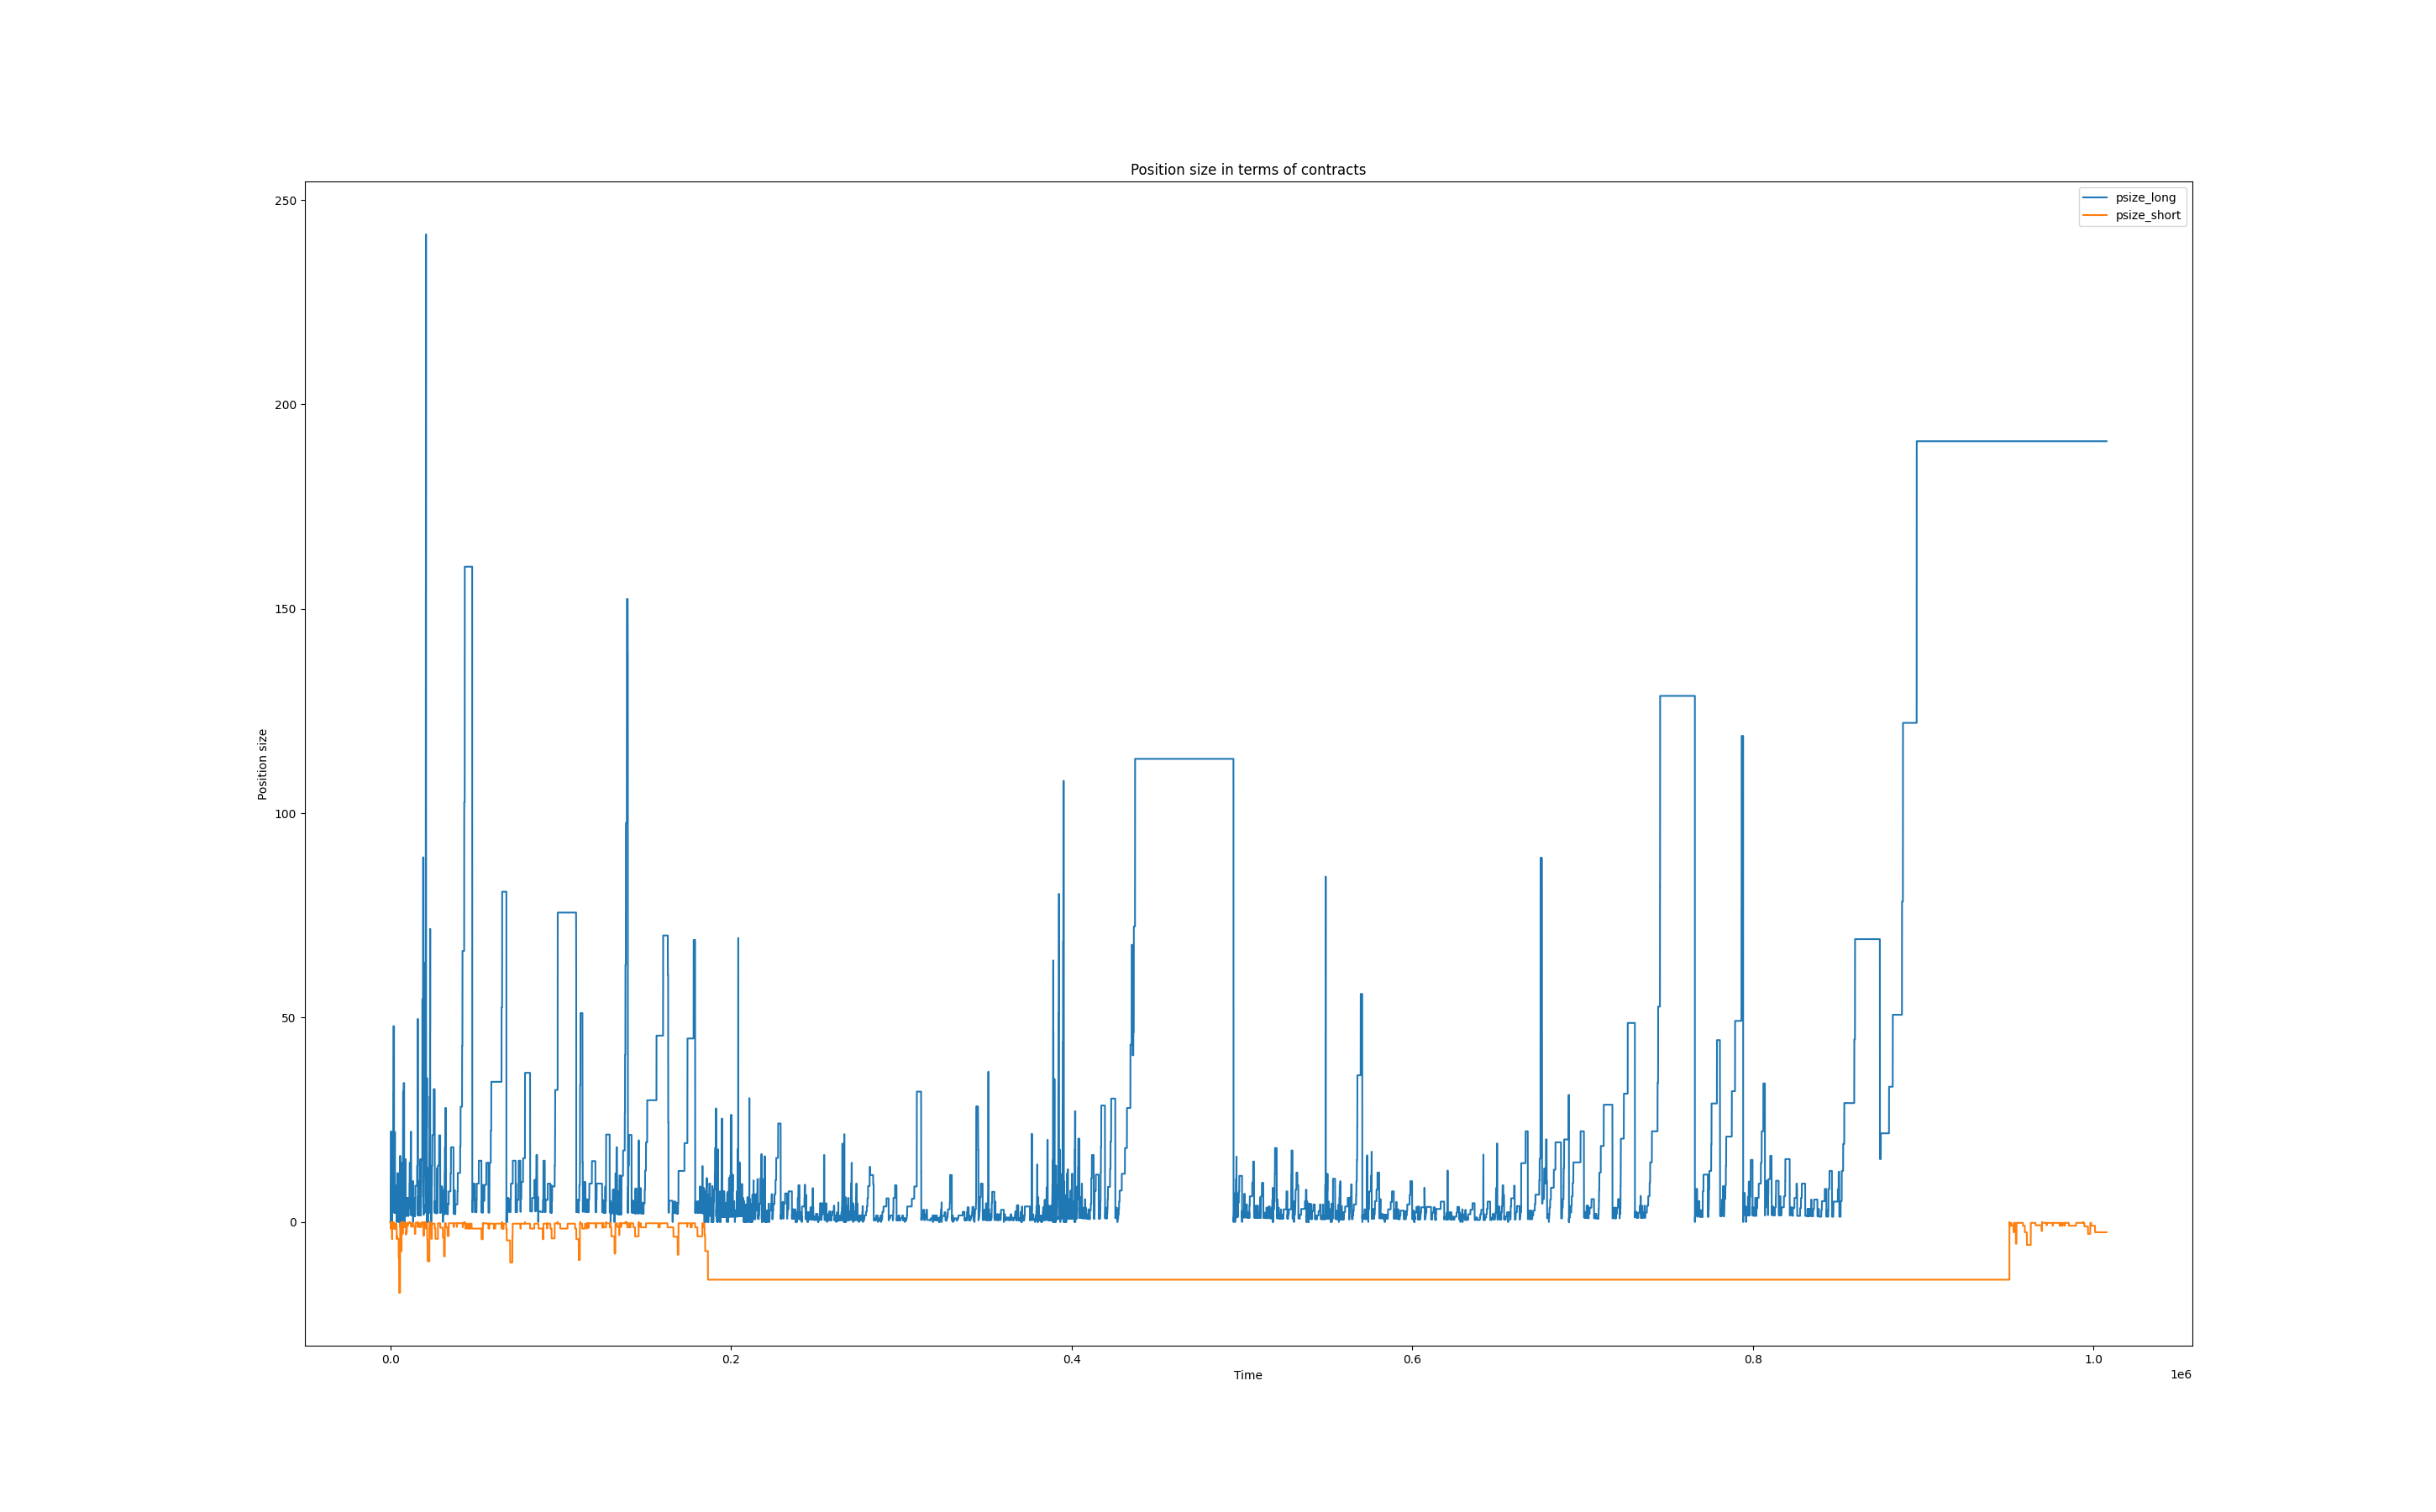 Position size in terms of contracts
psize_long
psize_short
250
200
150
100
50
0
Position size
0.0 0.2 0.4 0.6 0.8 1.0
Time
1e6